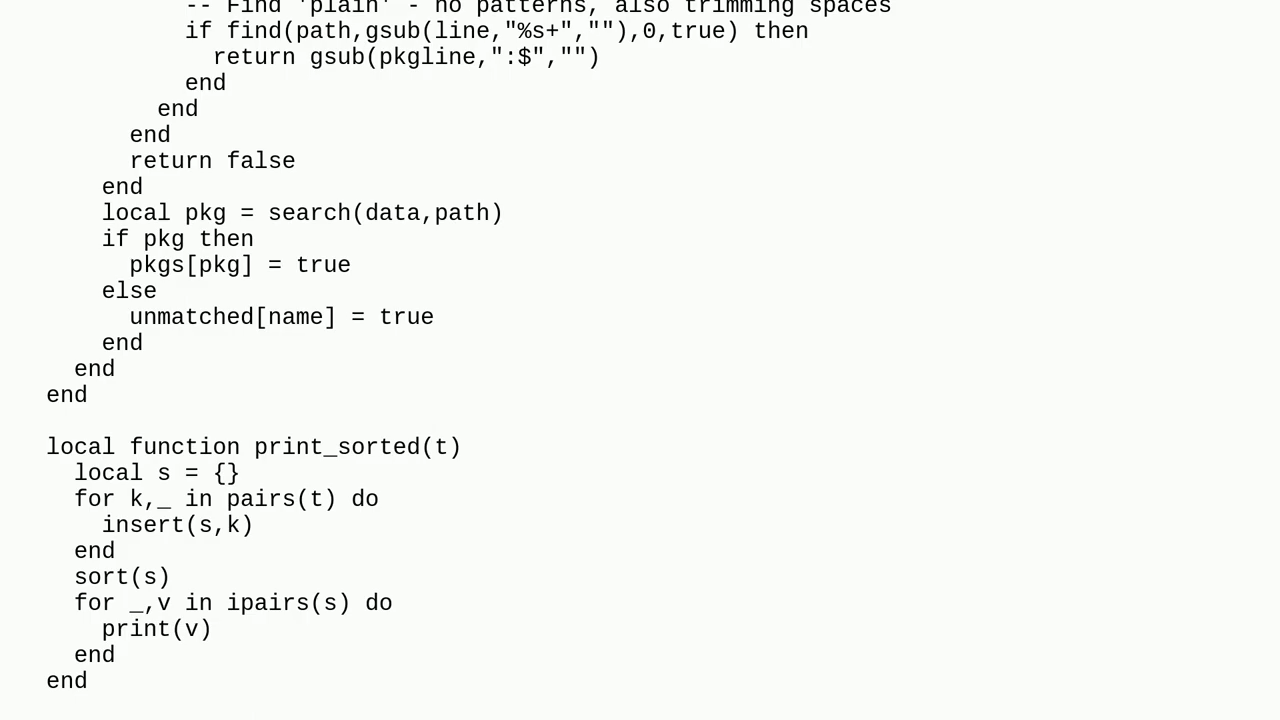 -- Find 'plain' - no patterns, also trimming spaces
if find(path,gsub(line,"%s+",""),0,true) then
return gsub(pkgline,":$","")
end
end
end
return false
end
local pkg = search(data,path)
if pkg then
pkgs[pkg] = true
else
unmatched[name] = true
end
end
end
local function print_sorted(t)
local s = {}
for k,_ in pairs(t) do
insert(s,k)
end
sort(s)
for _,v in ipairs(s) do
print(v)
end
end